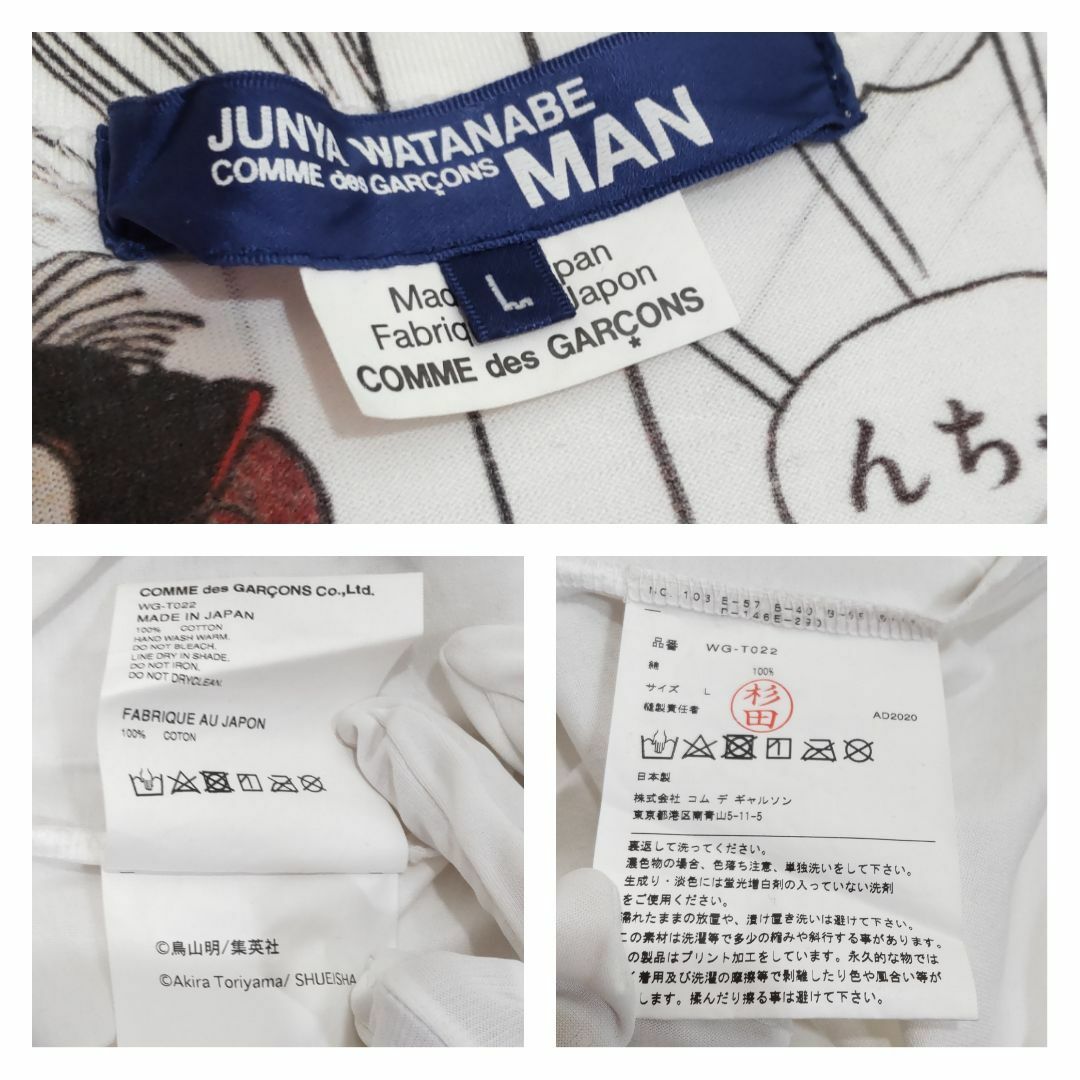 JUNYA WATANABE
COMME des GARÇONS MAN
L
pan
Fabriq Japon
COMME des GARÇONS
んち
COMME des GARÇONS Co.,Ltd.
WG-T022
MADE IN JAPAN
100% COTTON
HAND WASH WARM.
DO NOT BLEACH.
LINE DRY IN SHADE.
DO NOT IRON.
DO NOT DRYCLEAN.
FABRIQUE AU JAPON
100% COTON
©鳥山明/集英社
©Akira Toriyama/ SHUEISHA
NO. 103 B-57 B-40
品番 WG-T022
綿 100%
サイズ L
縫製責任者 杉田 AD2020
日本製
株式会社 コム デ ギャルソン
東京都港区南青山5-11-5
裏返して洗ってください。
濃色物の場合、色落ち注意、単独洗いをして下さい。
生成り・淡色には蛍光増白剤の入っていない洗剤
をご使用ください。
濡れたままの放置や、漬け置き洗いは避けて下さい。
この素材は洗濯等で多少の縮みや斜行する事があります。
の製品はプリント加工をしています。永久的な物では
着用及び洗濯の摩擦等で剥離したり色や風合い等が
します。揉んだり擦る事は避けて下さい。